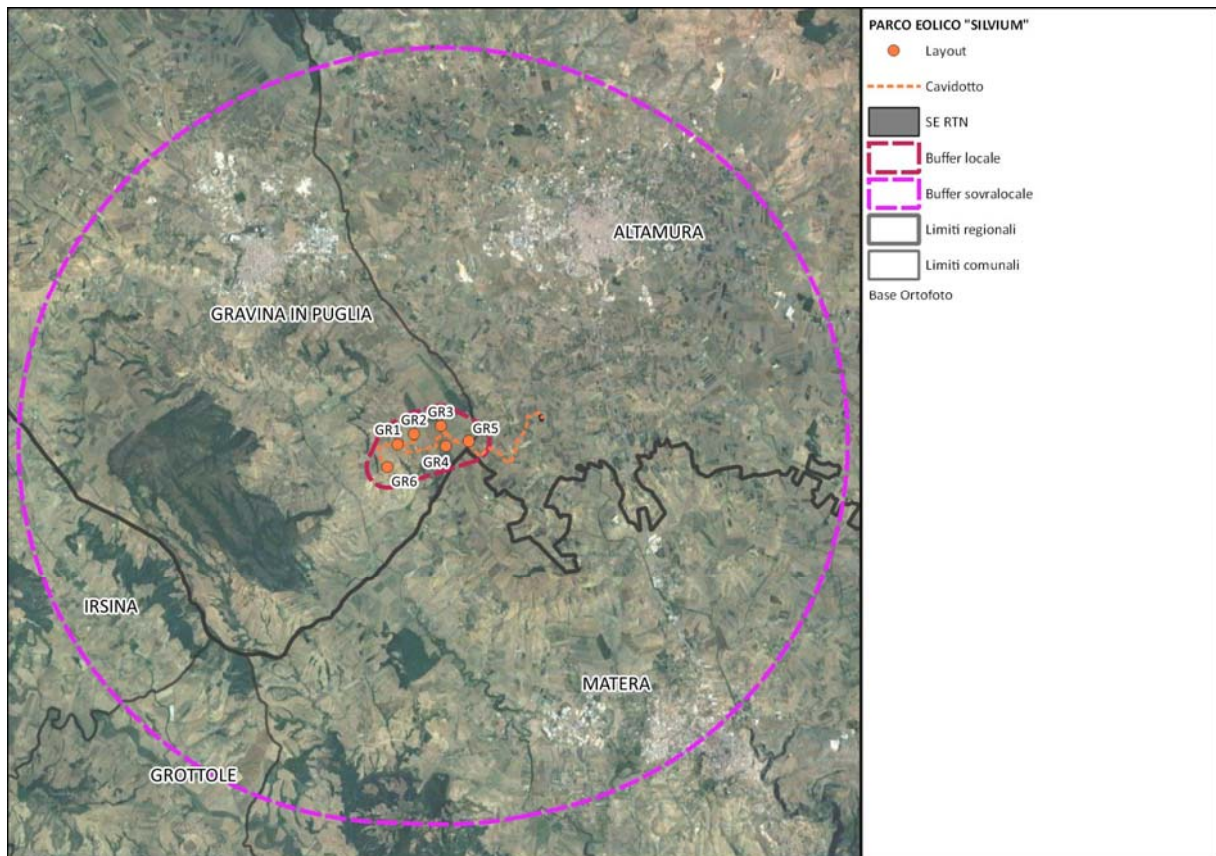 PARCO EOLICO "SILVIUM"
Layout
Cavidotto
SE RTN
Buffer locale
Buffer sovralocale
Limiti regionali
Limiti comunali
Base Ortofoto
ALTAMURA
GRAVINA IN PUGLIA
GR3
GR2
GR1
GR5
GR4
GR6
IRSINA
MATERA
GROTTOLE